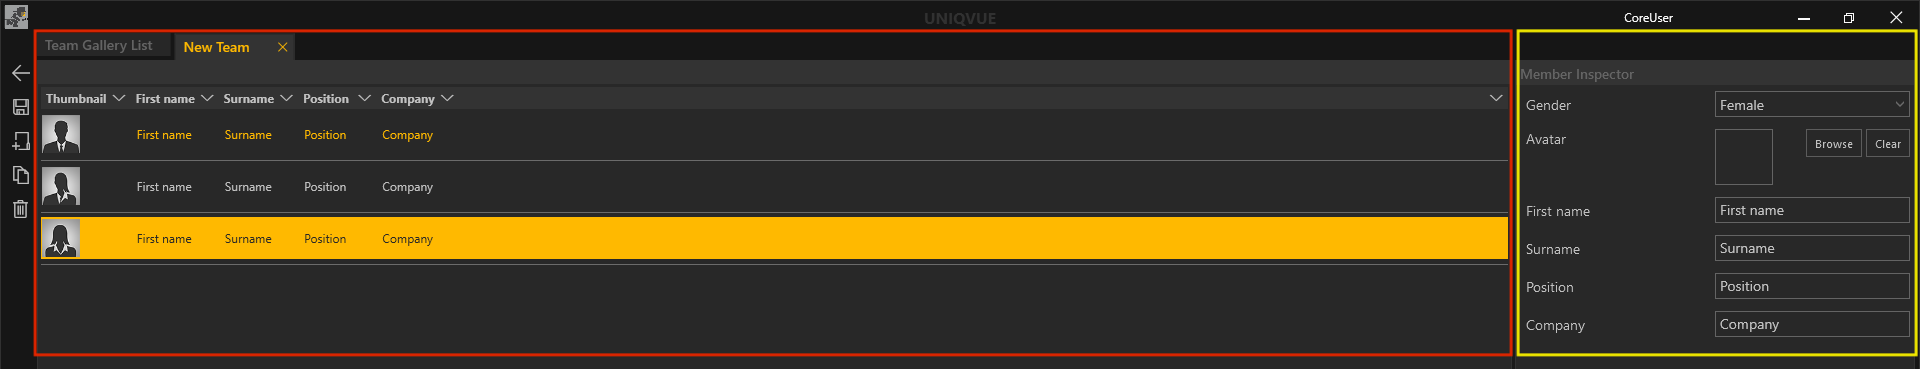 UNIQVUE
CoreUser
Team Gallery List
New Team
Thumbnail First name Surname Position Company
First name Surname Position Company
First name Surname Position Company
First name Surname Position Company
Member Inspector
Gender Female
Avatar Browse Clear
First name First name
Surname Surname
Position Position
Company Company